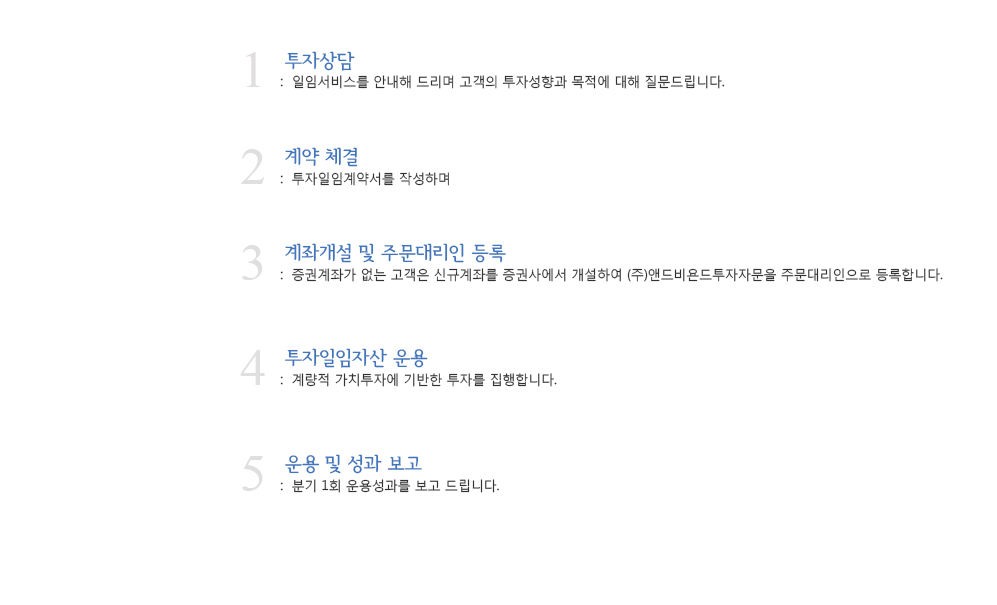 1 투자상담
: 일임서비스를 안내해 드리며 고객의 투자성향과 목적에 대해 질문드립니다.
2 계약 체결
: 투자일임계약서를 작성하며
3 계좌개설 및 주문대리인 등록
: 증권계좌가 없는 고객은 신규계좌를 증권사에서 개설하여 (주)앤드비욘드투자자문을 주문대리인으로 등록합니다.
4 투자일임자산 운용
: 계량적 가치투자에 기반한 투자를 집행합니다.
5 운용 및 성과 보고
: 분기 1회 운용성과를 보고 드립니다.